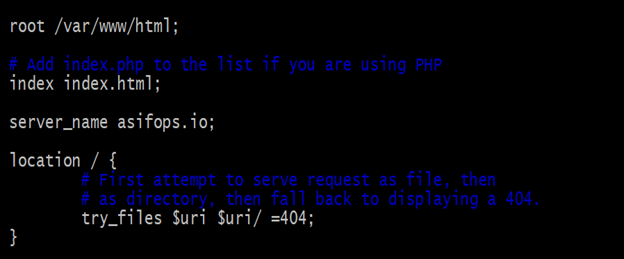 root /var/www/html;
# Add index.php to the list if you are using PHP
index index.html;
server_name asifops.io;
location / {
# First attempt to serve request as file, then
# as directory, then fall back to displaying a 404.
try_files $uri $uri/ =404;
}